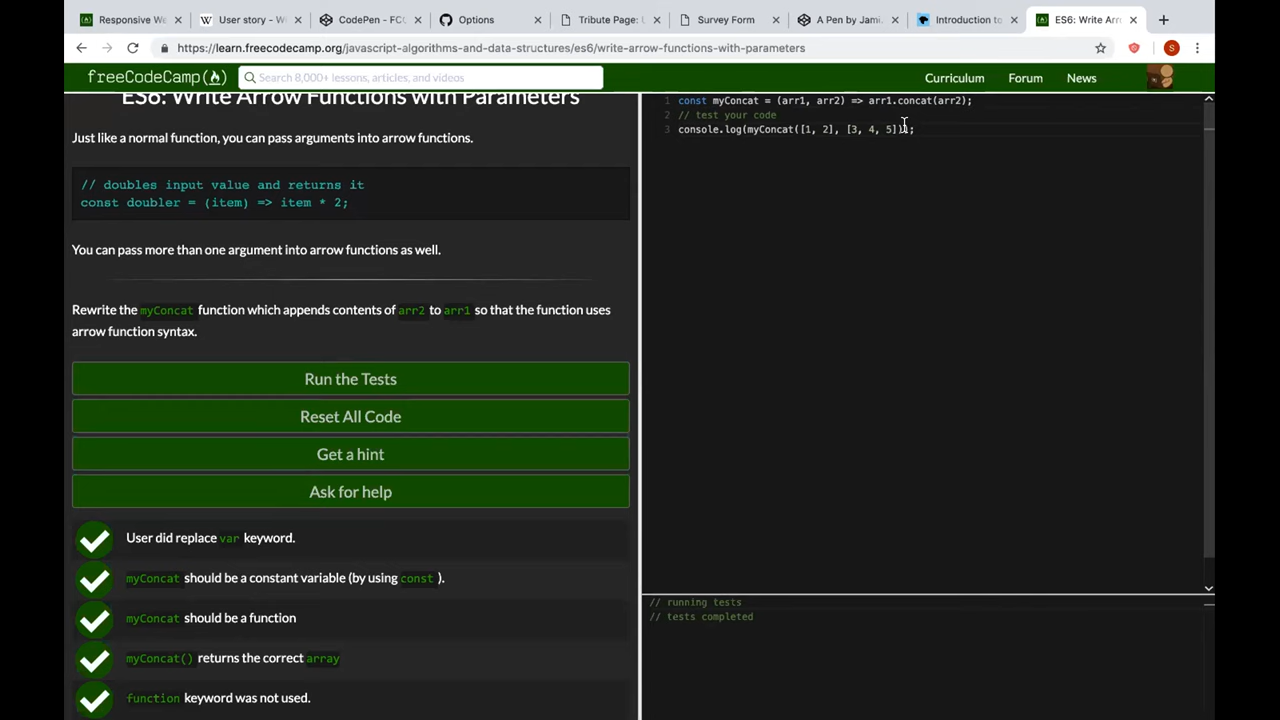 Responsive We
User story - W
CodePen - FCC
Options
Tribute Page:
Survey Form
A Pen by Jami
Introduction to
ES6: Write Arr
https://learn.freecodecamp.org/javascript-algorithms-and-data-structures/es6/write-arrow-functions-with-parameters
S
freeCodeCamp
Search 8,000+ lessons, articles, and videos
Curriculum
Forum
News
ES6: Write Arrow Functions with Parameters
Just like a normal function, you can pass arguments into arrow functions.
// doubles input value and returns it
const doubler = (item) => item * 2;
You can pass more than one argument into arrow functions as well.
Rewrite the myConcat function which appends contents of arr2 to arr1 so that the function uses
arrow function syntax.
Run the Tests
Reset All Code
Get a hint
Ask for help
User did replace var keyword.
myConcat should be a constant variable (by using const ).
myConcat should be a function
myConcat() returns the correct array
function keyword was not used.
1 const myConcat = (arr1, arr2) => arr1.concat(arr2);
2 // test your code
3 console.log(myConcat([1, 2], [3, 4, 5]));
// running tests
// tests completed